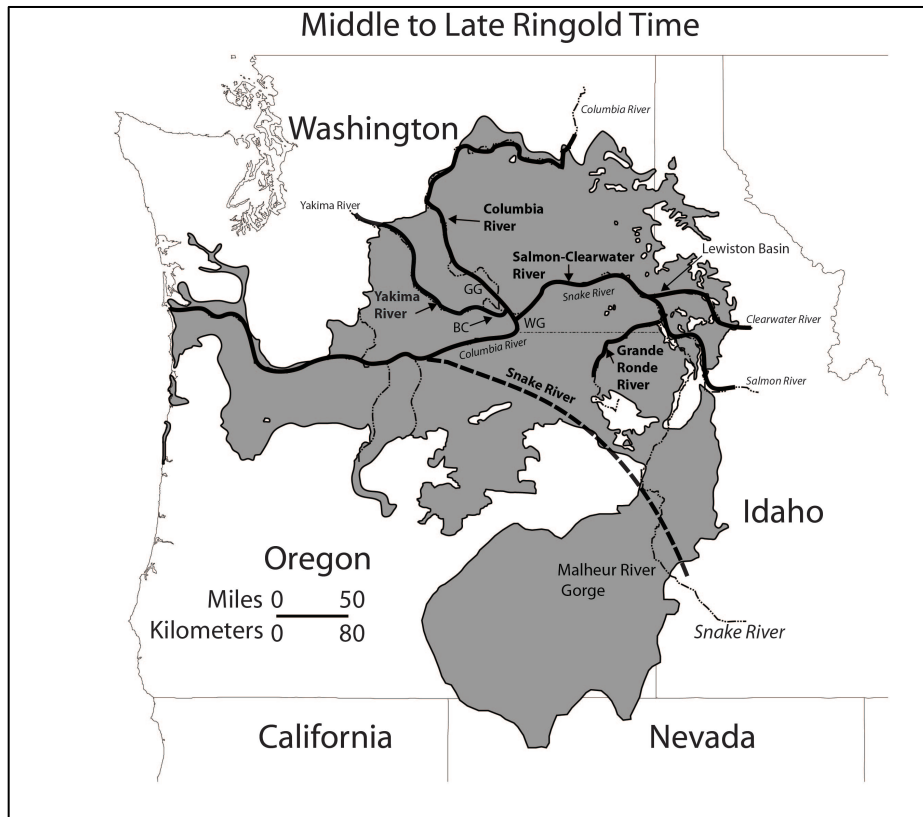 Middle to Late Ringold Time
Columbia River
Washington
Yakima River
Columbia
River
Salmon-Clearwater
River
Lewiston Basin
Snake River
GG
Yakima
River
BC
WG
Clearwater River
Columbia River
Grande
Ronde
River
Snake River
Salmon River
Idaho
Oregon
Malheur River
Gorge
Miles 0 50
Kilometers 0 80
Snake River
California
Nevada